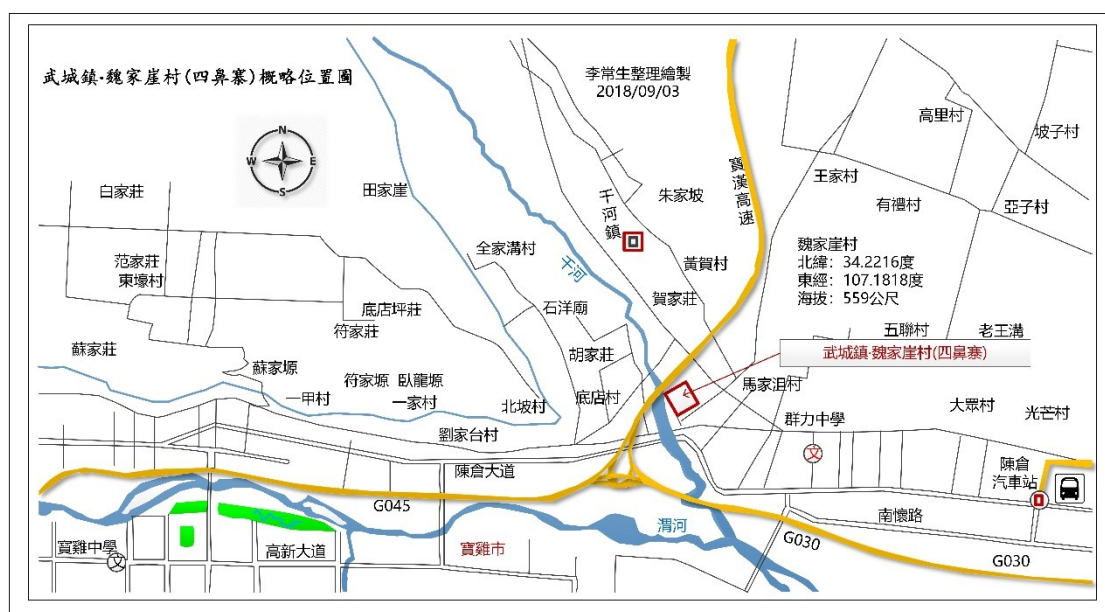 武城鎮·魏家崖村(四鼻寨)概略位置圖
李常生整理繪製
2018/09/03
N
W
E
S
高里村
坡子村
白家莊
田家崖
干河鎮
朱家坡
寶漢高速
王家村
有禮村
亞子村
范家莊
東壕村
全家溝村
干河
黃賀村
魏家崖村
北緯:34.2216度
東經:107.1818度
海拔:559公尺
賀家莊
底店坪莊
石洋廟
符家莊
五聯村
老王溝
蘇家莊
胡家莊
武城鎮·魏家崖村(四鼻寨)
蘇家塬
符家塬
臥龍塬
馬家泪村
一甲村
一家村
北坡村
底店村
大眾村
光芒村
群力中學
文
劉家台村
陳倉大道
陳倉
汽車站
G045
南懷路
渭河
寶雞中學
文
高新大道
寶雞市
G030
G030